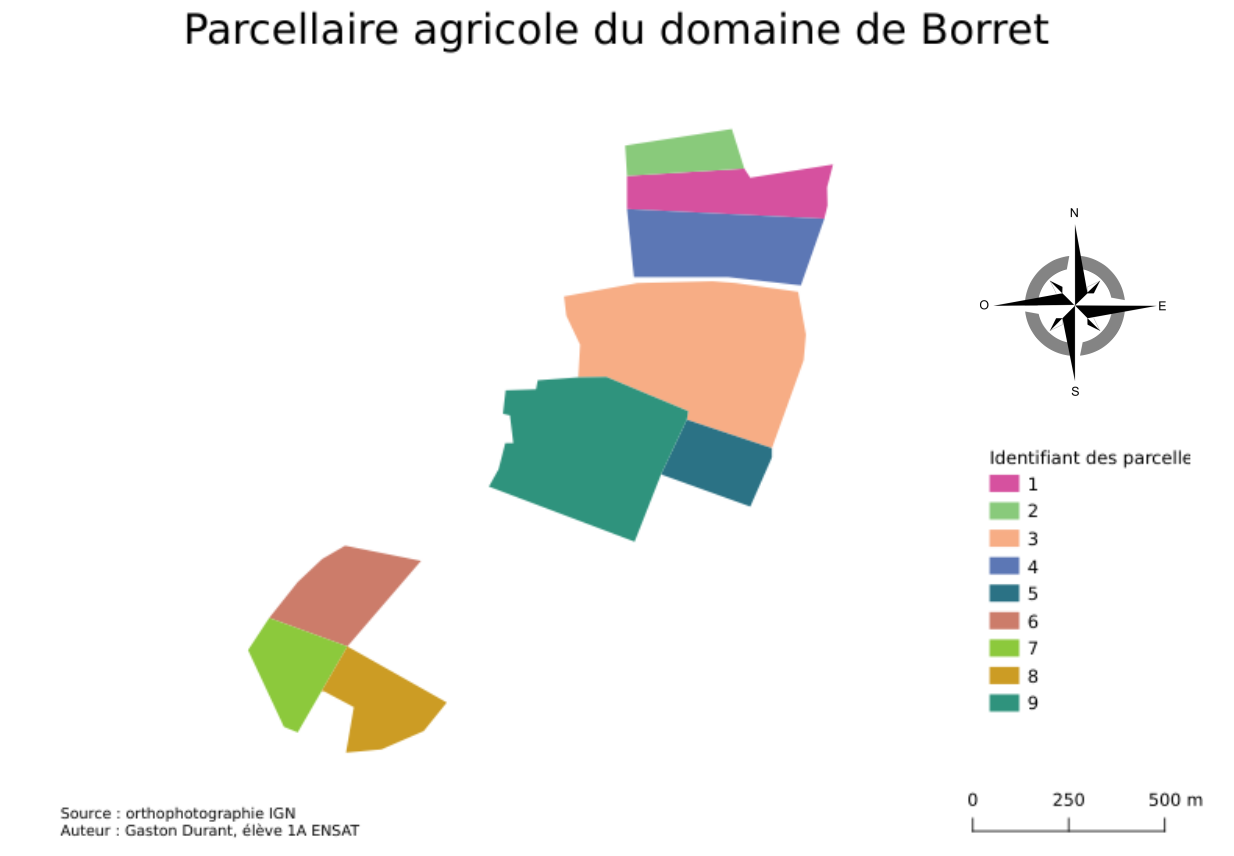 Parcellaire agricole du domaine de Borret
N
O
E
S
Identifiant des parcelle
1
2
3
4
5
6
7
8
9
0 250 500 m
Source : orthophotographie IGN
Auteur : Gaston Durant, élève 1A ENSAT